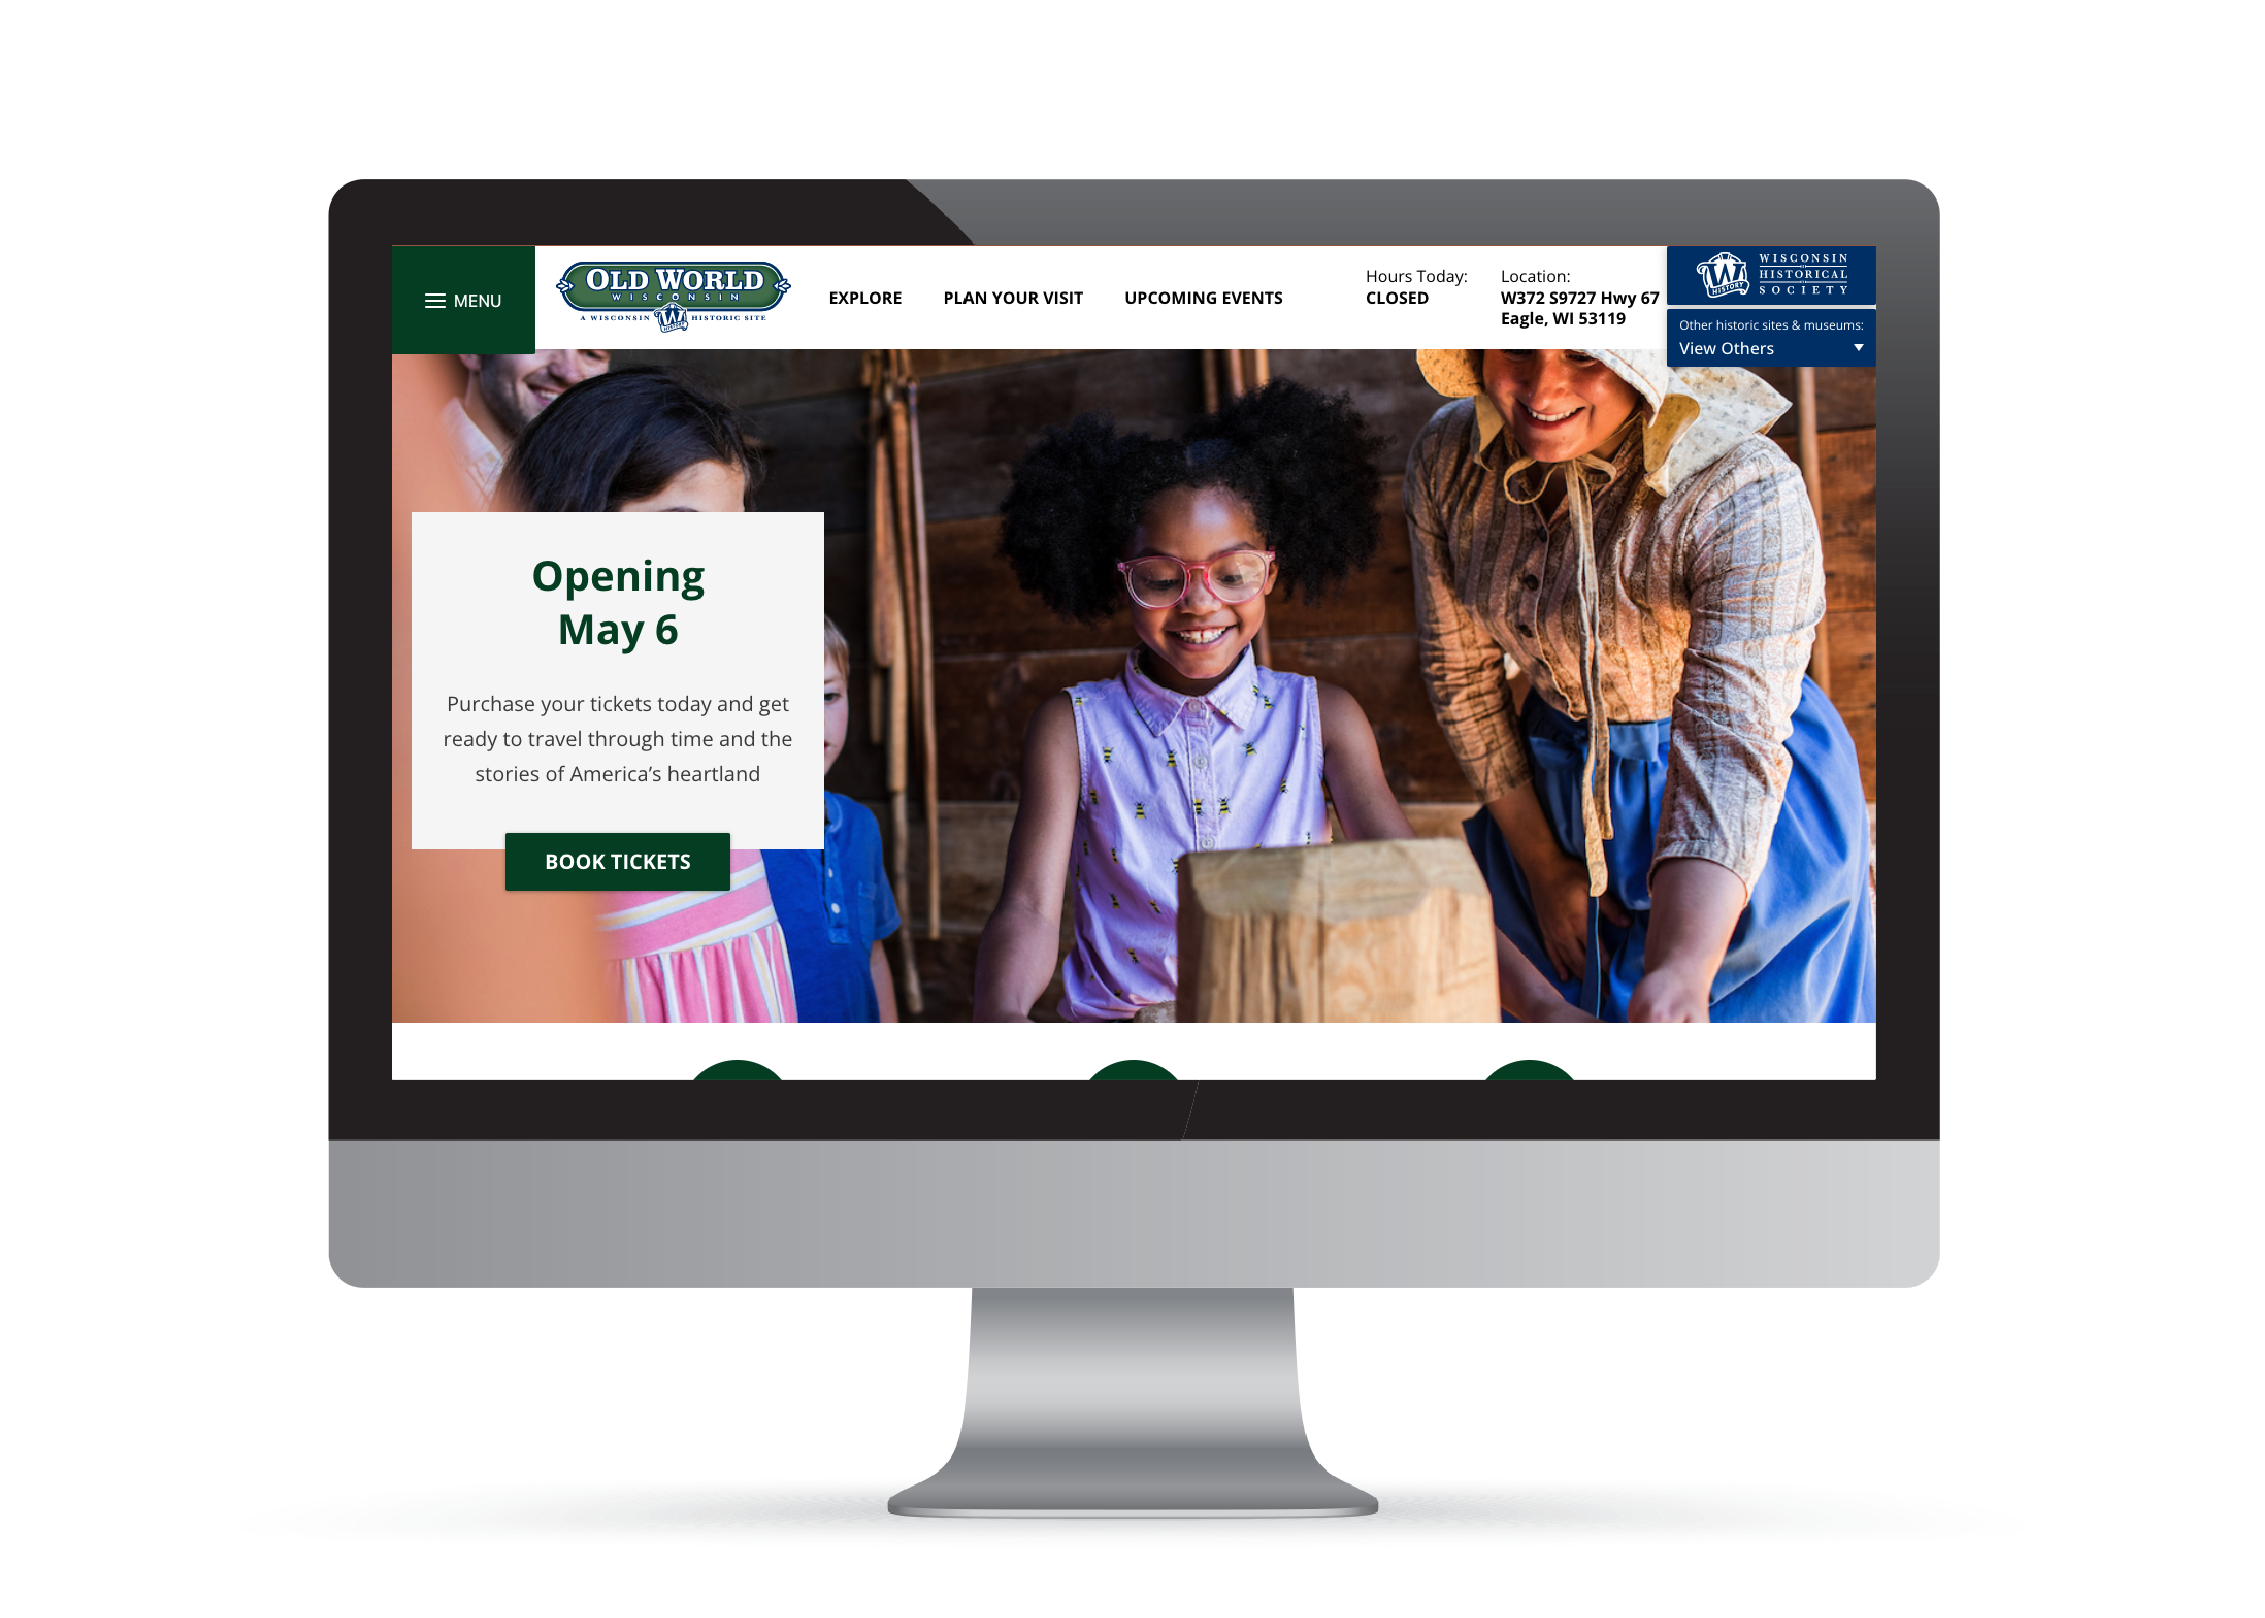 MENU
OLD WORLD
WISCONSIN
A WISCONSIN W HISTORIC SITE
HISTORY
EXPLORE
PLAN YOUR VISIT
UPCOMING EVENTS
Hours Today:
CLOSED
Location:
W372 S9727 Hwy 67
Eagle, WI 53119
W
HISTORY
WISCONSIN
HISTORICAL
SOCIETY
Other historic sites & museums:
View Others
Opening
May 6
Purchase your tickets today and get
ready to travel through time and the
stories of America’s heartland
BOOK TICKETS